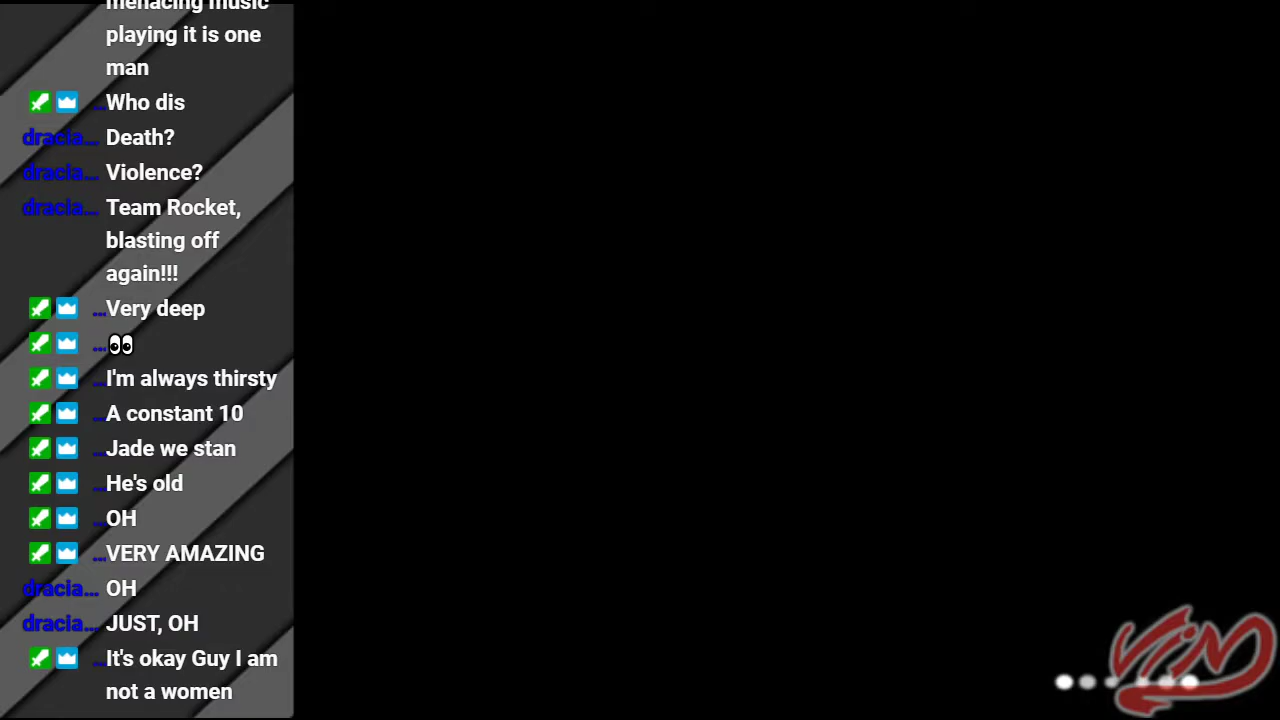 menacing music
playing it is one
man
...Who dis
dracia... Death?
dracia... Violence?
dracia... Team Rocket,
blasting off
again!!!
...Very deep
...👀
...I'm always thirsty
...A constant 10
...Jade we stan
...He's old
...OH
...VERY AMAZING
dracia... OH
dracia... JUST, OH
...It's okay Guy I am
not a women